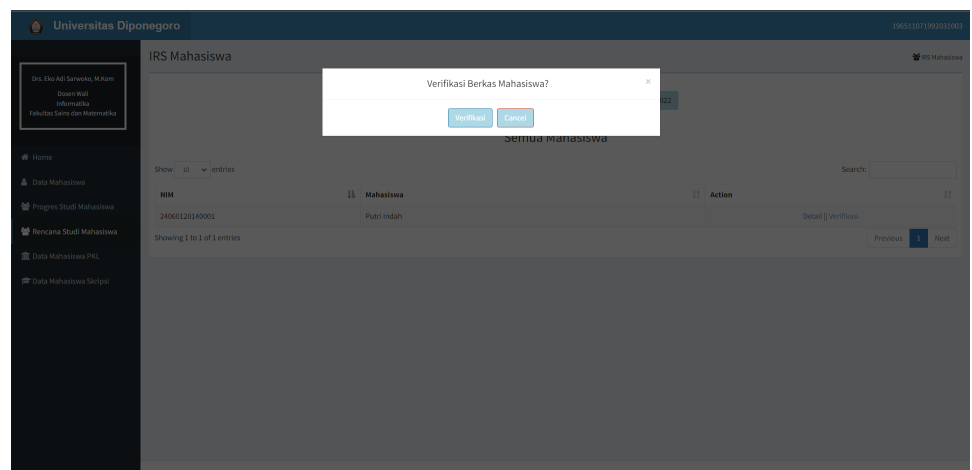 Universitas Diponegoro
196511071992031003
Drs. Eko Adi Sarwoko, M.Kom
Dosen Wali
Informatika
Fakultas Sains dan Matematika
Home
Data Mahasiswa
Progres Studi Mahasiswa
Rencana Studi Mahasiswa
Data Mahasiswa PKL
Data Mahasiswa Skripsi
IRS Mahasiswa
IRS Mahasiswa
Verifikasi Berkas Mahasiswa?
×
Verifikasi Cancel
022
Semua Mahasiswa
Show 10 entries
Search:
NIM Mahasiswa Action
24060120140001 Putri Indah Detail || Verifikasi
Showing 1 to 1 of 1 entries
Previous 1 Next